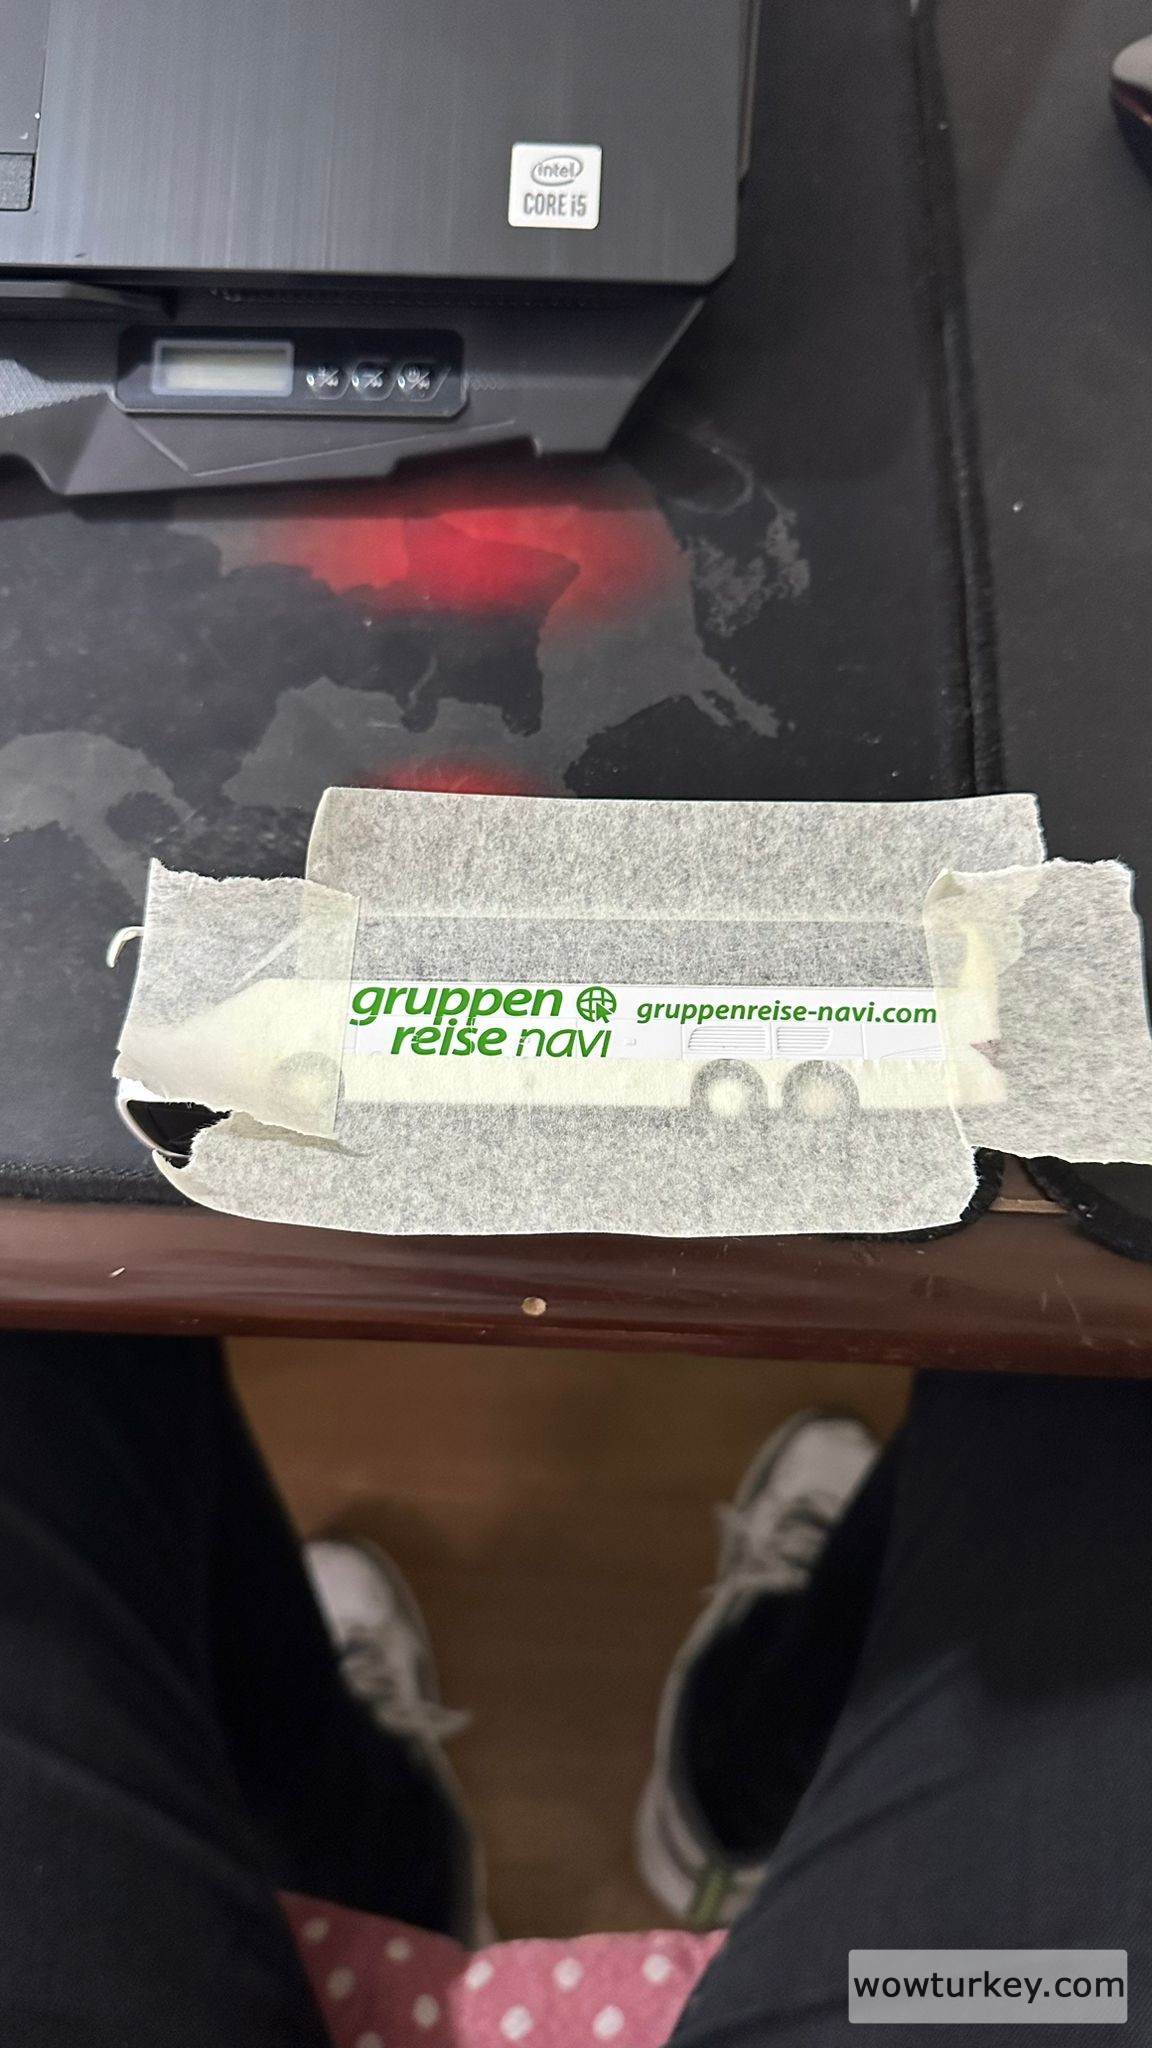 intel
CORE i5
gruppen
reise navi
gruppenreise-navi.com
wowturkey.com